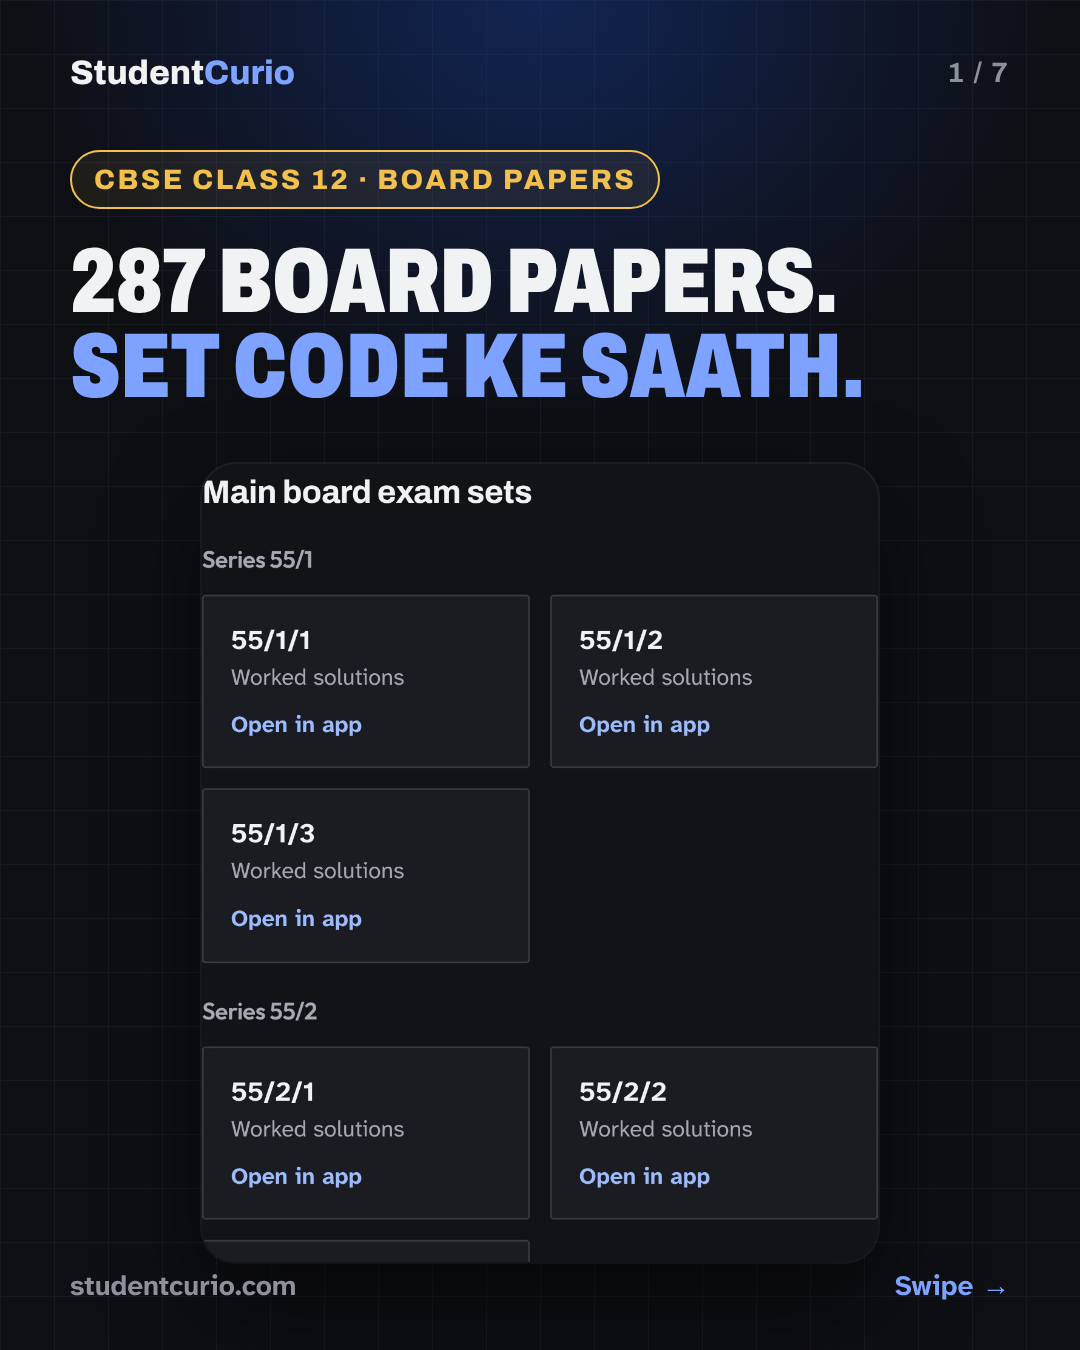 StudentCurio
1 / 7
CBSE CLASS 12 · BOARD PAPERS
287 BOARD PAPERS.
SET CODE KE SAATH.
Main board exam sets
Series 55/1
55/1/1
Worked solutions
Open in app
55/1/2
Worked solutions
Open in app
55/1/3
Worked solutions
Open in app
Series 55/2
55/2/1
Worked solutions
Open in app
55/2/2
Worked solutions
Open in app
studentcurio.com
Swipe →